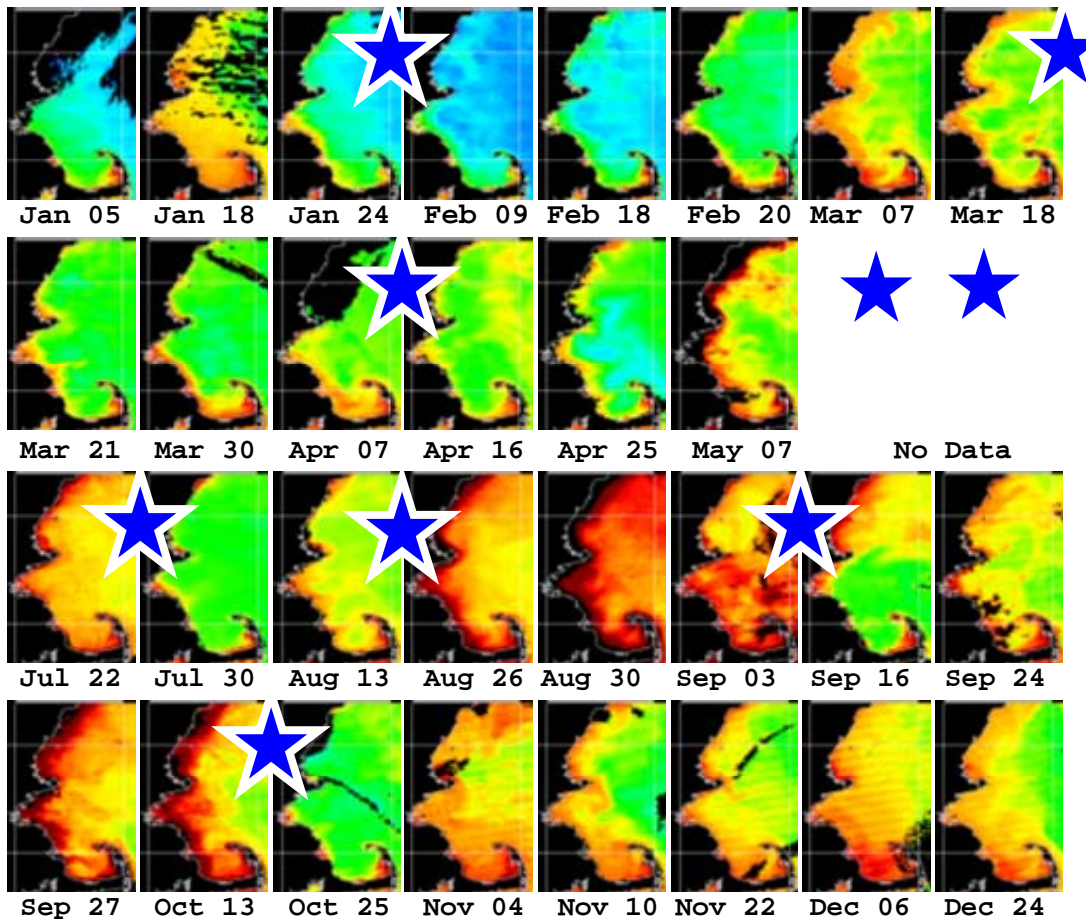 Jan 05 Jan 18 Jan 24 Feb 09 Feb 18 Feb 20 Mar 07 Mar 18
Mar 21 Mar 30 Apr 07 Apr 16 Apr 25 May 07 No Data
Jul 22 Jul 30 Aug 13 Aug 26 Aug 30 Sep 03 Sep 16 Sep 24
Sep 27 Oct 13 Oct 25 Nov 04 Nov 10 Nov 22 Dec 06 Dec 24